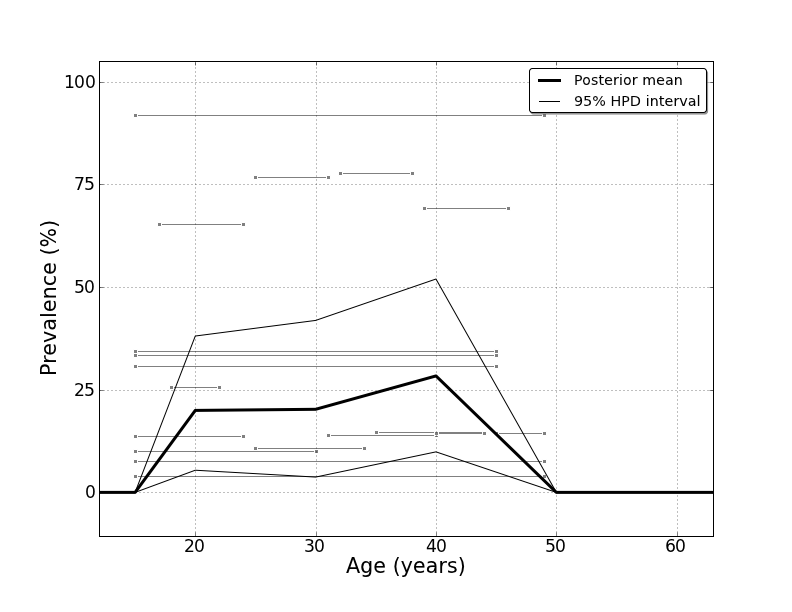 Posterior mean
95% HPD interval
100
75
50
25
0
Prevalence (%)
20 30 40 50 60
Age (years)